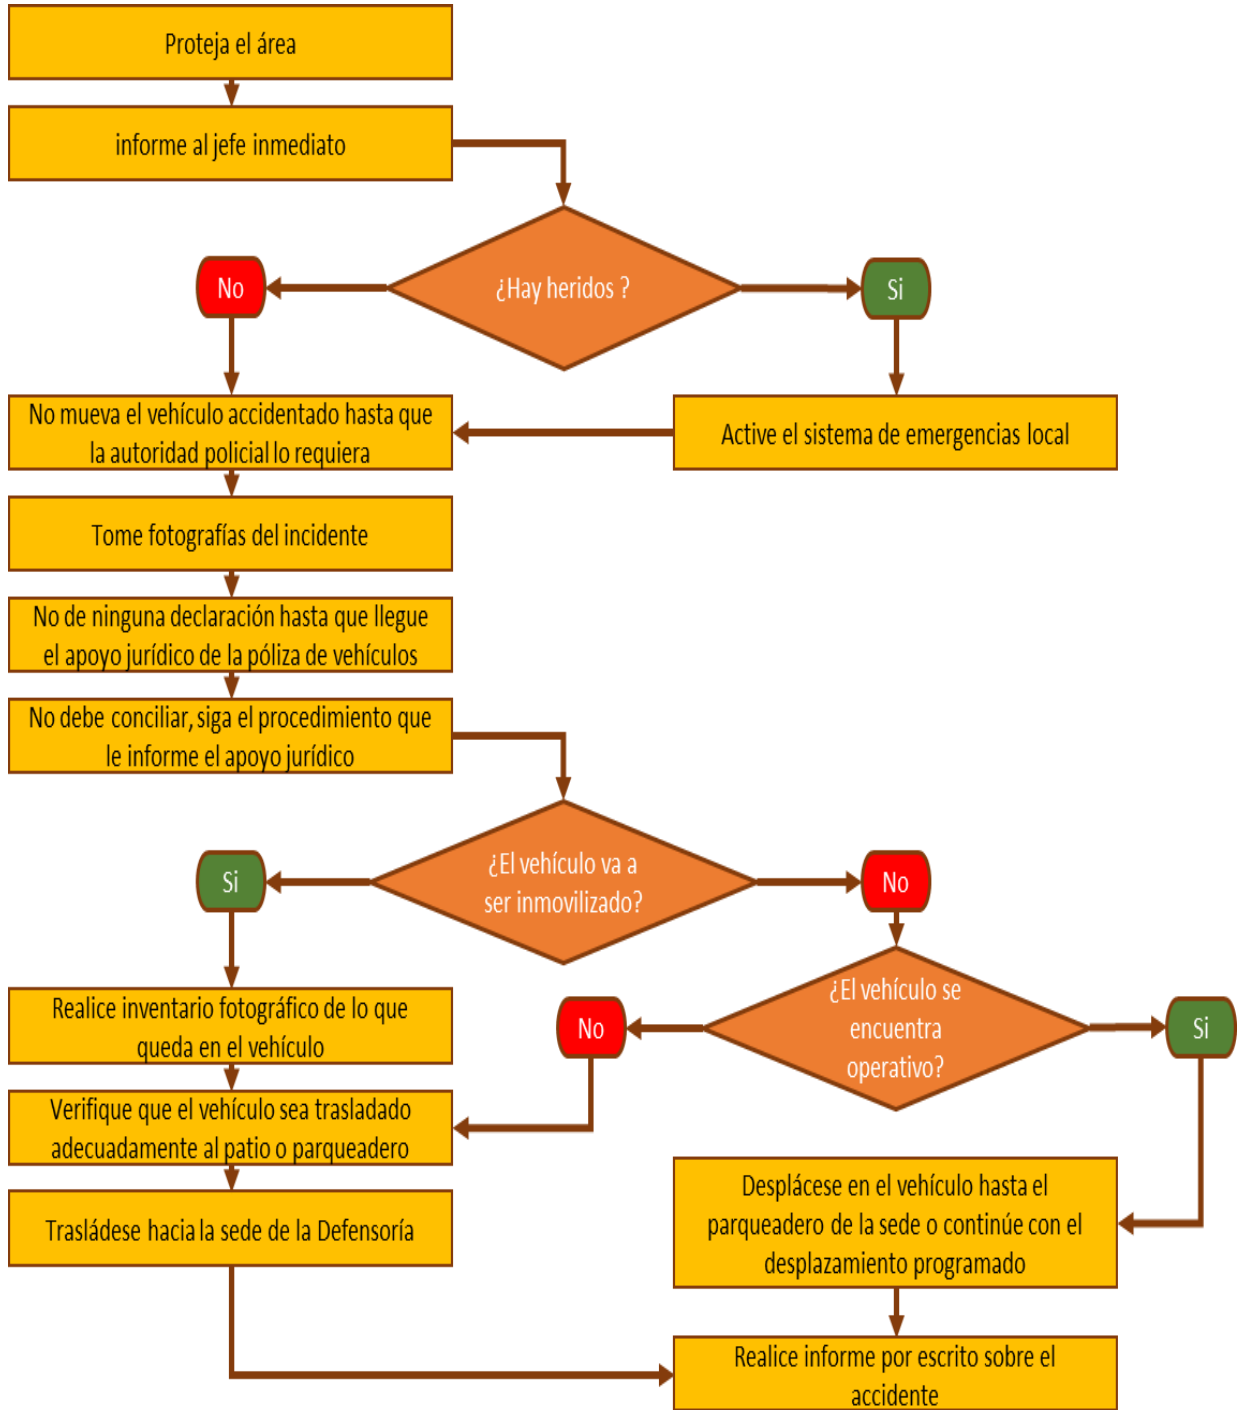 Proteja el área
informe al jefe inmediato
¿Hay heridos ?
No
Si
No mueva el vehículo accidentado hasta que
la autoridad policial lo requiera
Active el sistema de emergencias local
Tome fotografías del incidente
No de ninguna declaración hasta que llegue
el apoyo jurídico de la póliza de vehículos
No debe conciliar, siga el procedimiento que
le informe el apoyo jurídico
¿El vehículo va a
ser inmovilizado?
Si
No
Realice inventario fotográfico de lo que
queda en el vehículo
¿El vehículo se
encuentra
operativo?
No
Si
Verifique que el vehículo sea trasladado
adecuadamente al patio o parqueadero
Trasládese hacia la sede de la Defensoría
Desplácese en el vehículo hasta el
parqueadero de la sede o continúe con el
desplazamiento programado
Realice informe por escrito sobre el
accidente